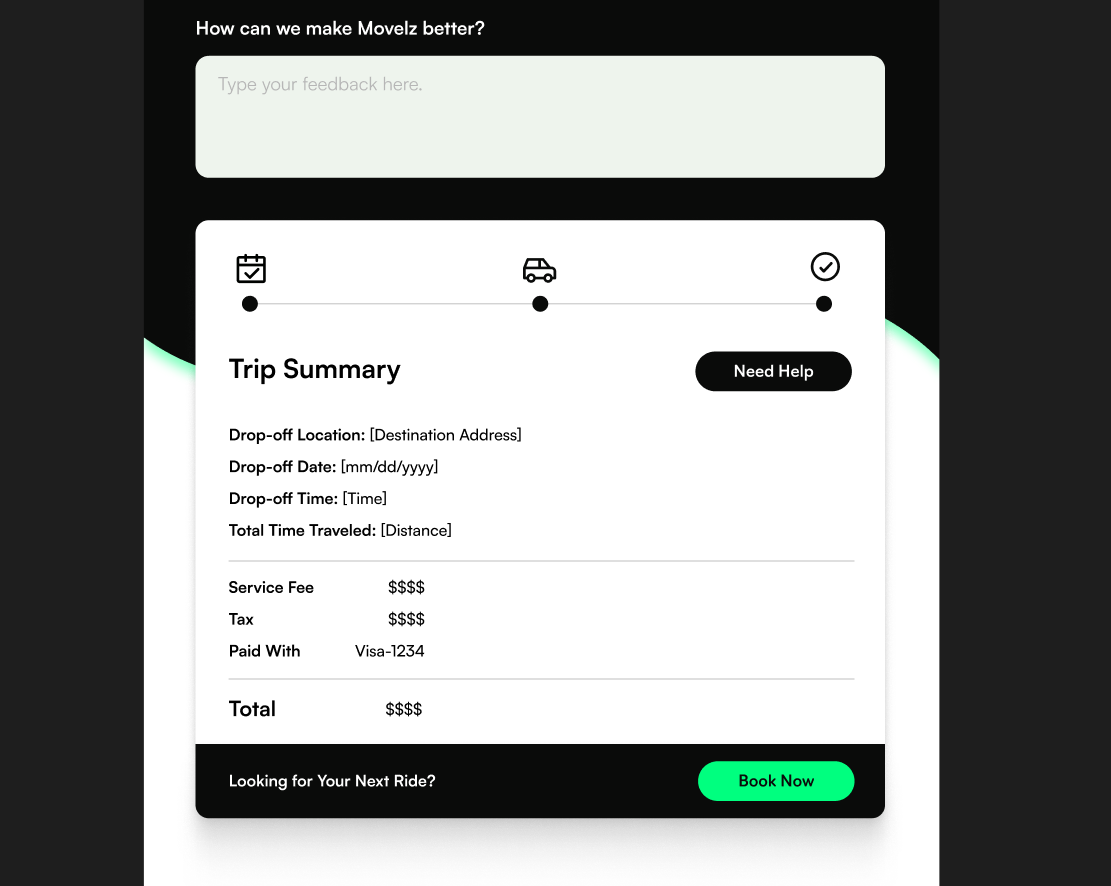 How can we make Movelz better?
Type your feedback here.
Trip Summary
Need Help
Drop-off Location: [Destination Address]
Drop-off Date: [mm/dd/yyyy]
Drop-off Time: [Time]
Total Time Traveled: [Distance]
Service Fee $$$$
Tax $$$$
Paid With Visa-1234
Total $$$$
Looking for Your Next Ride?
Book Now